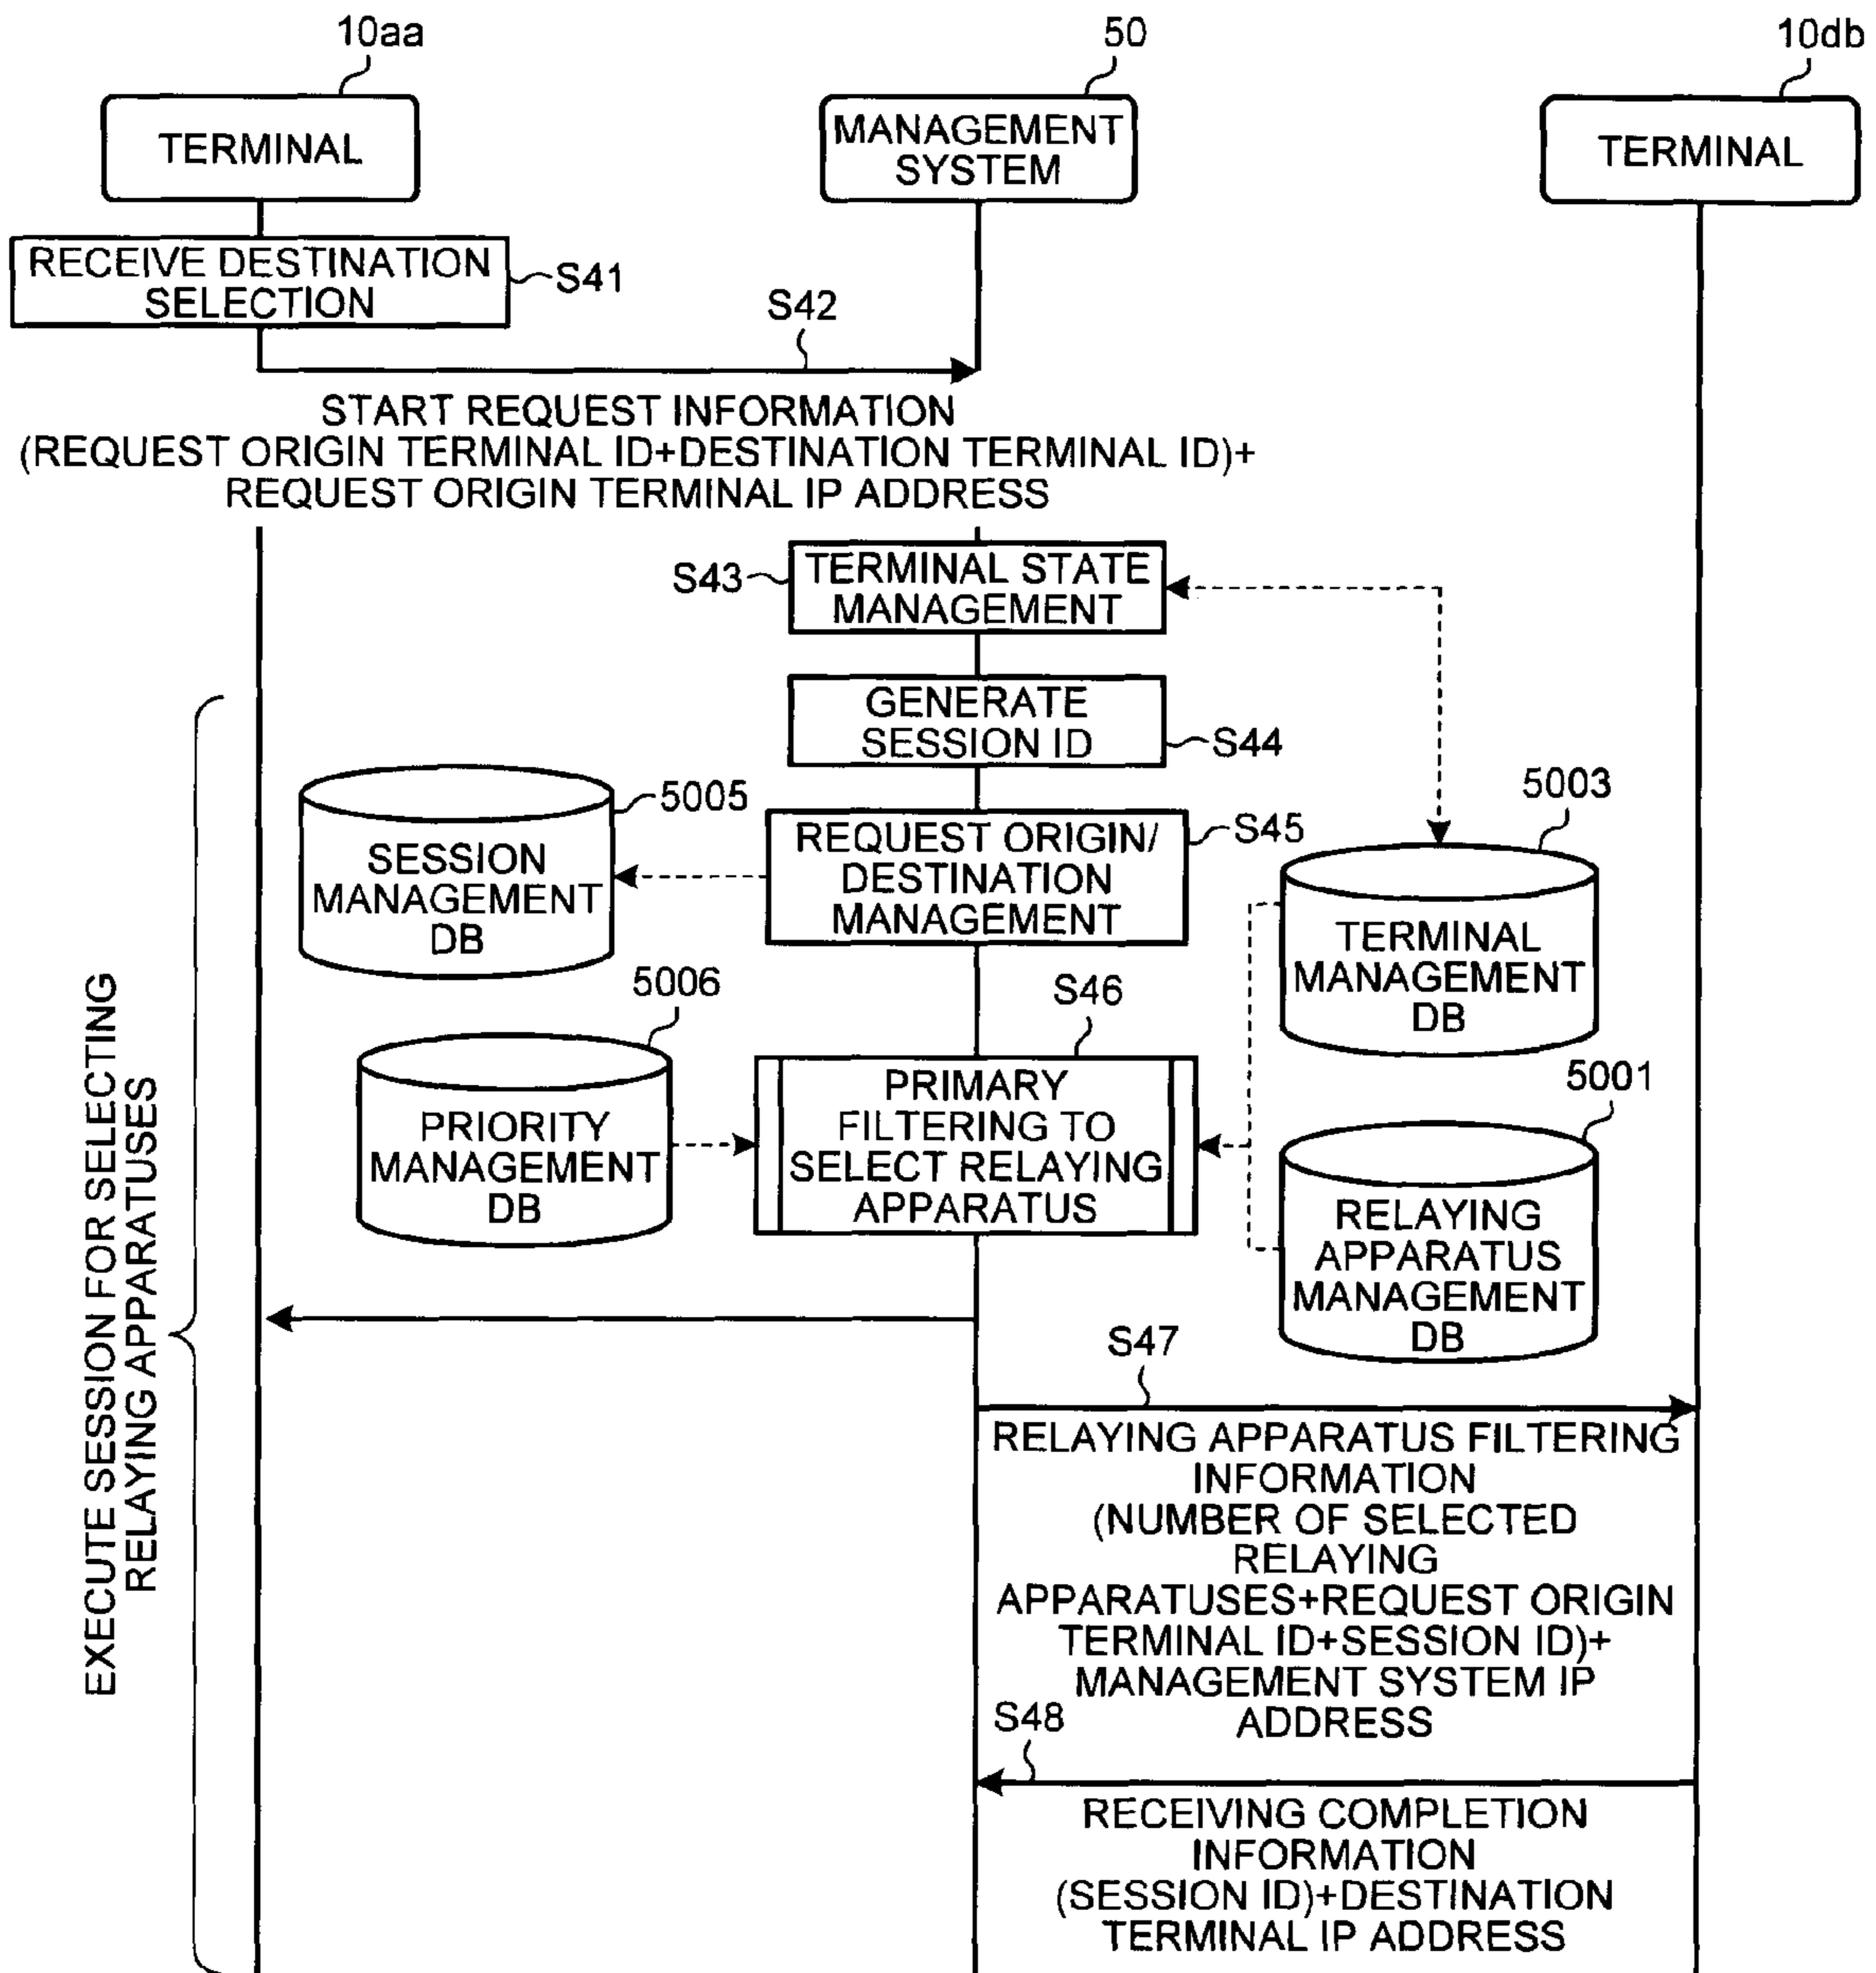 10aa
50
10db
TERMINAL
MANAGEMENT
SYSTEM
TERMINAL
RECEIVE DESTINATION
SELECTION
S41
S42
START REQUEST INFORMATION
(REQUEST ORIGIN TERMINAL ID+DESTINATION TERMINAL ID)+
REQUEST ORIGIN TERMINAL IP ADDRESS
S43
TERMINAL STATE
MANAGEMENT
GENERATE
SESSION ID
S44
5005
SESSION
MANAGEMENT
DB
REQUEST ORIGIN/
DESTINATION
MANAGEMENT
S45
5003
TERMINAL
MANAGEMENT
DB
5006
PRIORITY
MANAGEMENT
DB
S46
PRIMARY
FILTERING TO
SELECT RELAYING
APPARATUS
5001
RELAYING
APPARATUS
MANAGEMENT
DB
EXECUTE SESSION FOR SELECTING
RELAYING APPARATUSES
S47
RELAYING APPARATUS FILTERING
INFORMATION
(NUMBER OF SELECTED
RELAYING
APPARATUSES+REQUEST ORIGIN
TERMINAL ID+SESSION ID)+
MANAGEMENT SYSTEM IP
ADDRESS
S48
RECEIVING COMPLETION
INFORMATION
(SESSION ID)+DESTINATION
TERMINAL IP ADDRESS